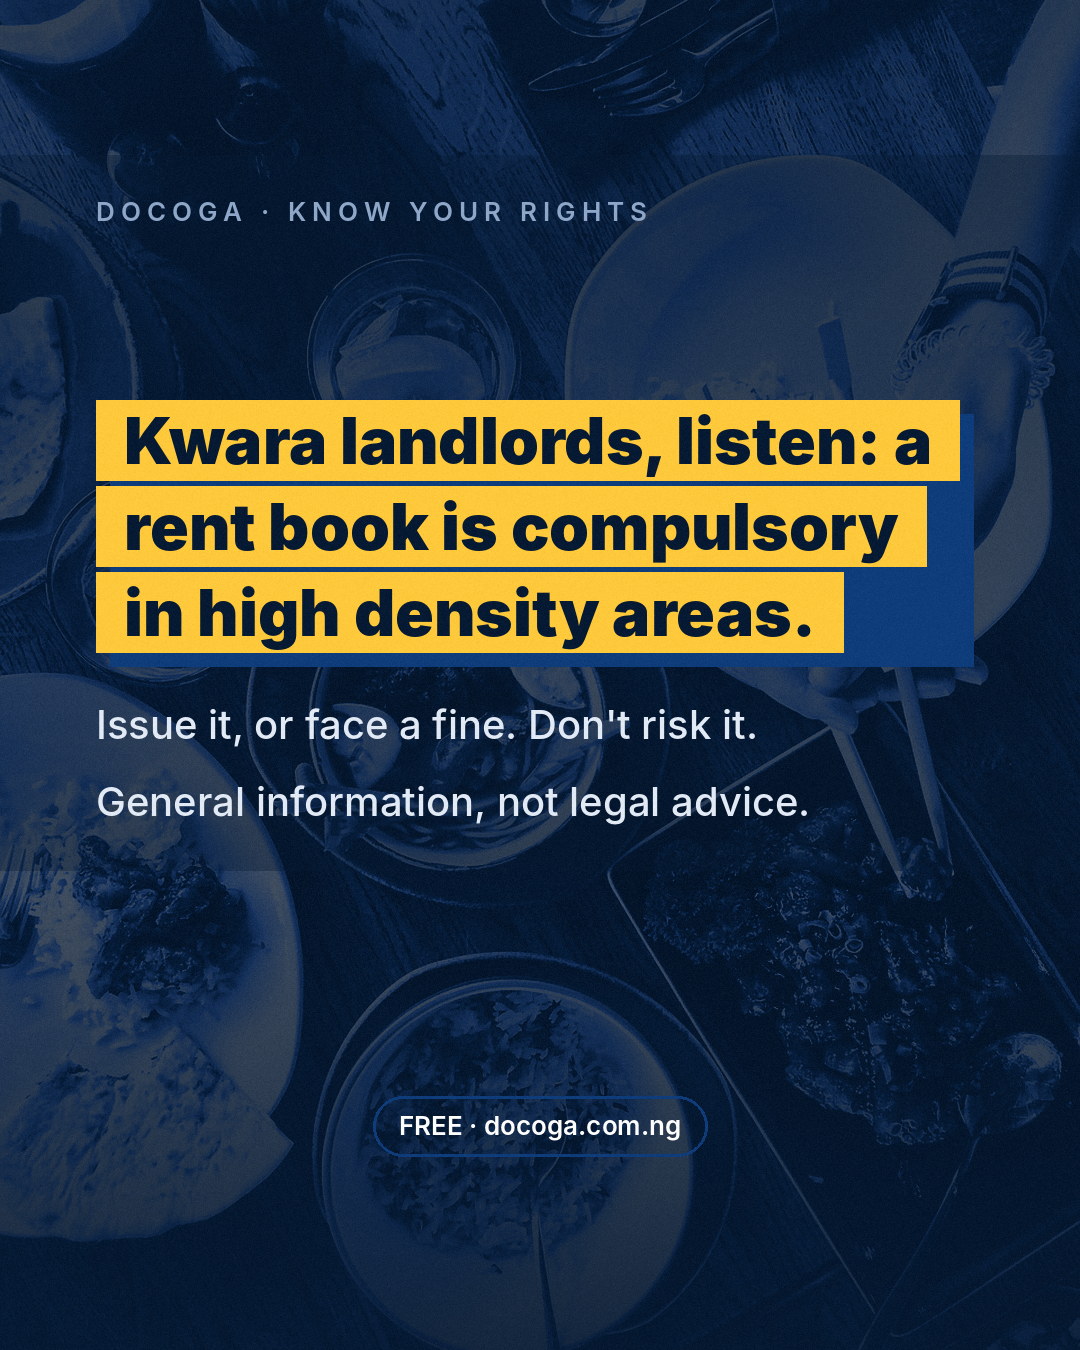 DOCOGA · KNOW YOUR RIGHTS
Kwara landlords, listen: a
rent book is compulsory
in high density areas.
Issue it, or face a fine. Don't risk it.
General information, not legal advice.
FREE · docoga.com.ng